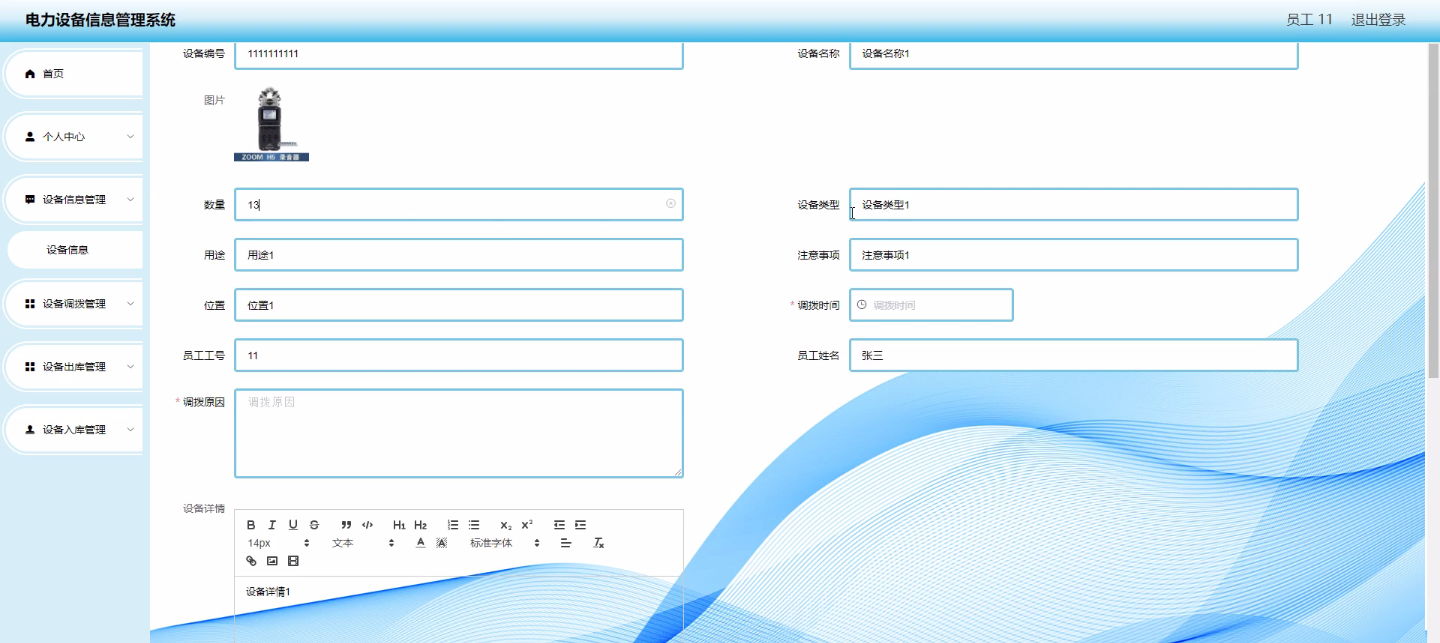 电力设备信息管理系统
员工 11 退出登录
首页
个人中心
设备信息管理
设备信息
设备调拨管理
设备出库管理
设备入库管理
设备编号 1111111111 设备名称 设备名称1
图片
ZOOM H5 录音器
数量 13 设备类型 设备类型1
用途 用途1 注意事项 注意事项1
位置 位置1 * 调拨时间 调拨时间
员工工号 11 员工姓名 张三
* 调拨原因 调拨原因
设备详情
B I U S H1 H2 X2 X2
14px 文本 A A 标准字体 Tx
设备详情1